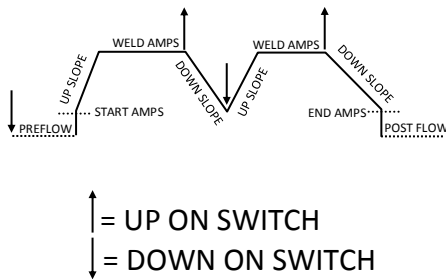 WELD AMPS
WELD AMPS
UP SLOPE
DOWN SLOPE
UP SLOPE
DOWN SLOPE
START AMPS
END AMPS
PREFLOW
POST FLOW
= UP ON SWITCH
= DOWN ON SWITCH